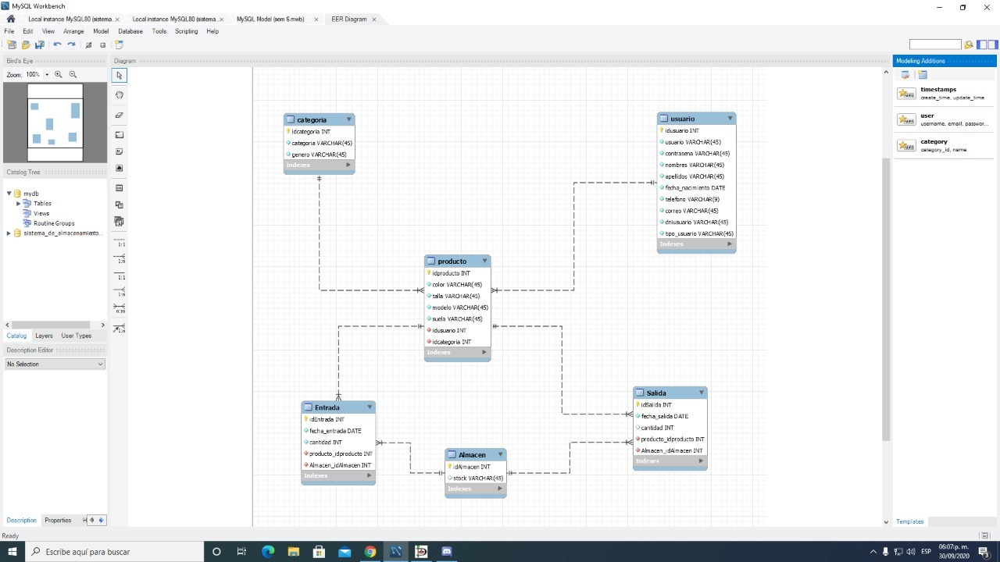 MySQL Workbench
Local instance MySQL80 (sistema... ×
Local instance MySQL80 (sistema... ×
MySQL Model (sem 6.mwb) ×
EER Diagram ×
File Edit View Arrange Model Database Tools Scripting Help
Bird's Eye
Zoom: 100%
Catalog Tree
mydb
Tables
Views
Routine Groups
sistema_de_almacenamiento...
Catalog Layers User Types
Description Editor
No Selection
Description Properties H
Ready
Diagram
1:1
1:n
1:1
1:n
n:m
1:n
categoria
idcategoria INT
categoria VARCHAR(45)
genero VARCHAR(45)
Indexes
usuario
idusuario INT
usuario VARCHAR(45)
contrasena VARCHAR(45)
nombres VARCHAR(45)
apellidos VARCHAR(45)
fecha_nacimiento DATE
telefono VARCHAR(9)
correo VARCHAR(45)
dniusuario VARCHAR(45)
tipo_usuario VARCHAR(45)
Indexes
producto
idproducto INT
color VARCHAR(45)
talla VARCHAR(45)
modelo VARCHAR(45)
suela VARCHAR(45)
idusuario INT
idcategoria INT
Indexes
Entrada
idEntrada INT
fecha_entrada DATE
cantidad INT
producto_idproducto INT
Almacen_idAlmacen INT
Indexes
Almacen
idAlmacen INT
stock VARCHAR(45)
Indexes
Salida
idSalida INT
fecha_salida DATE
cantidad INT
producto_idproducto INT
Almacen_idAlmacen INT
Indexes
Modeling Additions
timestamps
create_time, update_time
user
username, email, passwor...
category
category_id, name
Templates
Escribe aquí para buscar
ESP
06:07 p. m.
30/09/2020